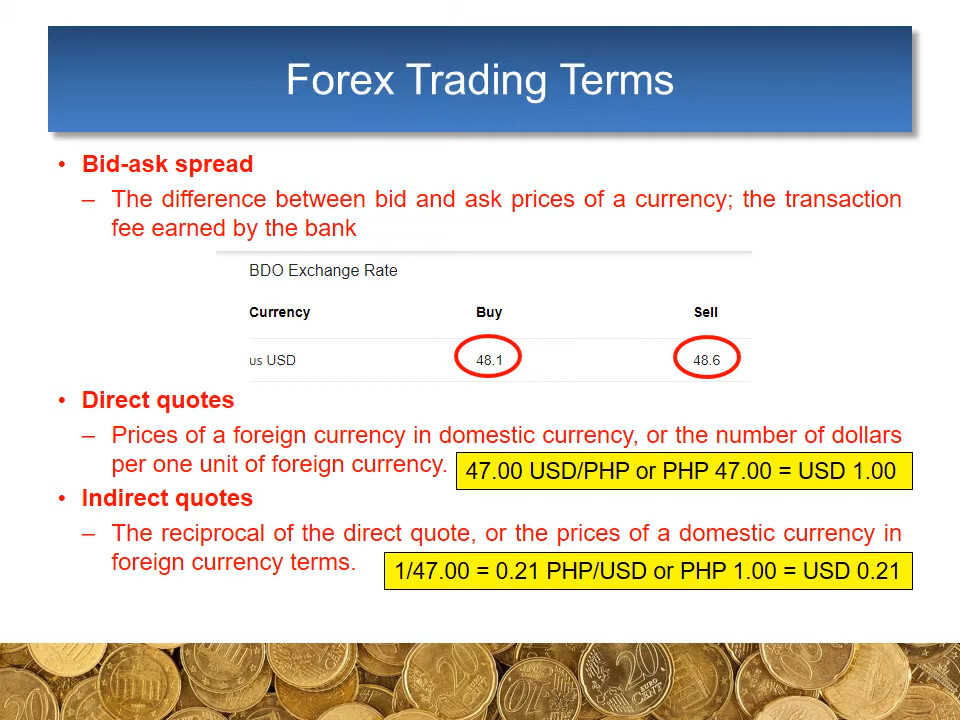 Forex Trading Terms
• Bid-ask spread
– The difference between bid and ask prices of a currency; the transaction
fee earned by the bank
BDO Exchange Rate
Currency Buy Sell
US USD 48.1 48.6
• Direct quotes
– Prices of a foreign currency in domestic currency, or the number of dollars
per one unit of foreign currency.
47.00 USD/PHP or PHP 47.00 = USD 1.00
• Indirect quotes
– The reciprocal of the direct quote, or the prices of a domestic currency in
foreign currency terms.
1/47.00 = 0.21 PHP/USD or PHP 1.00 = USD 0.21